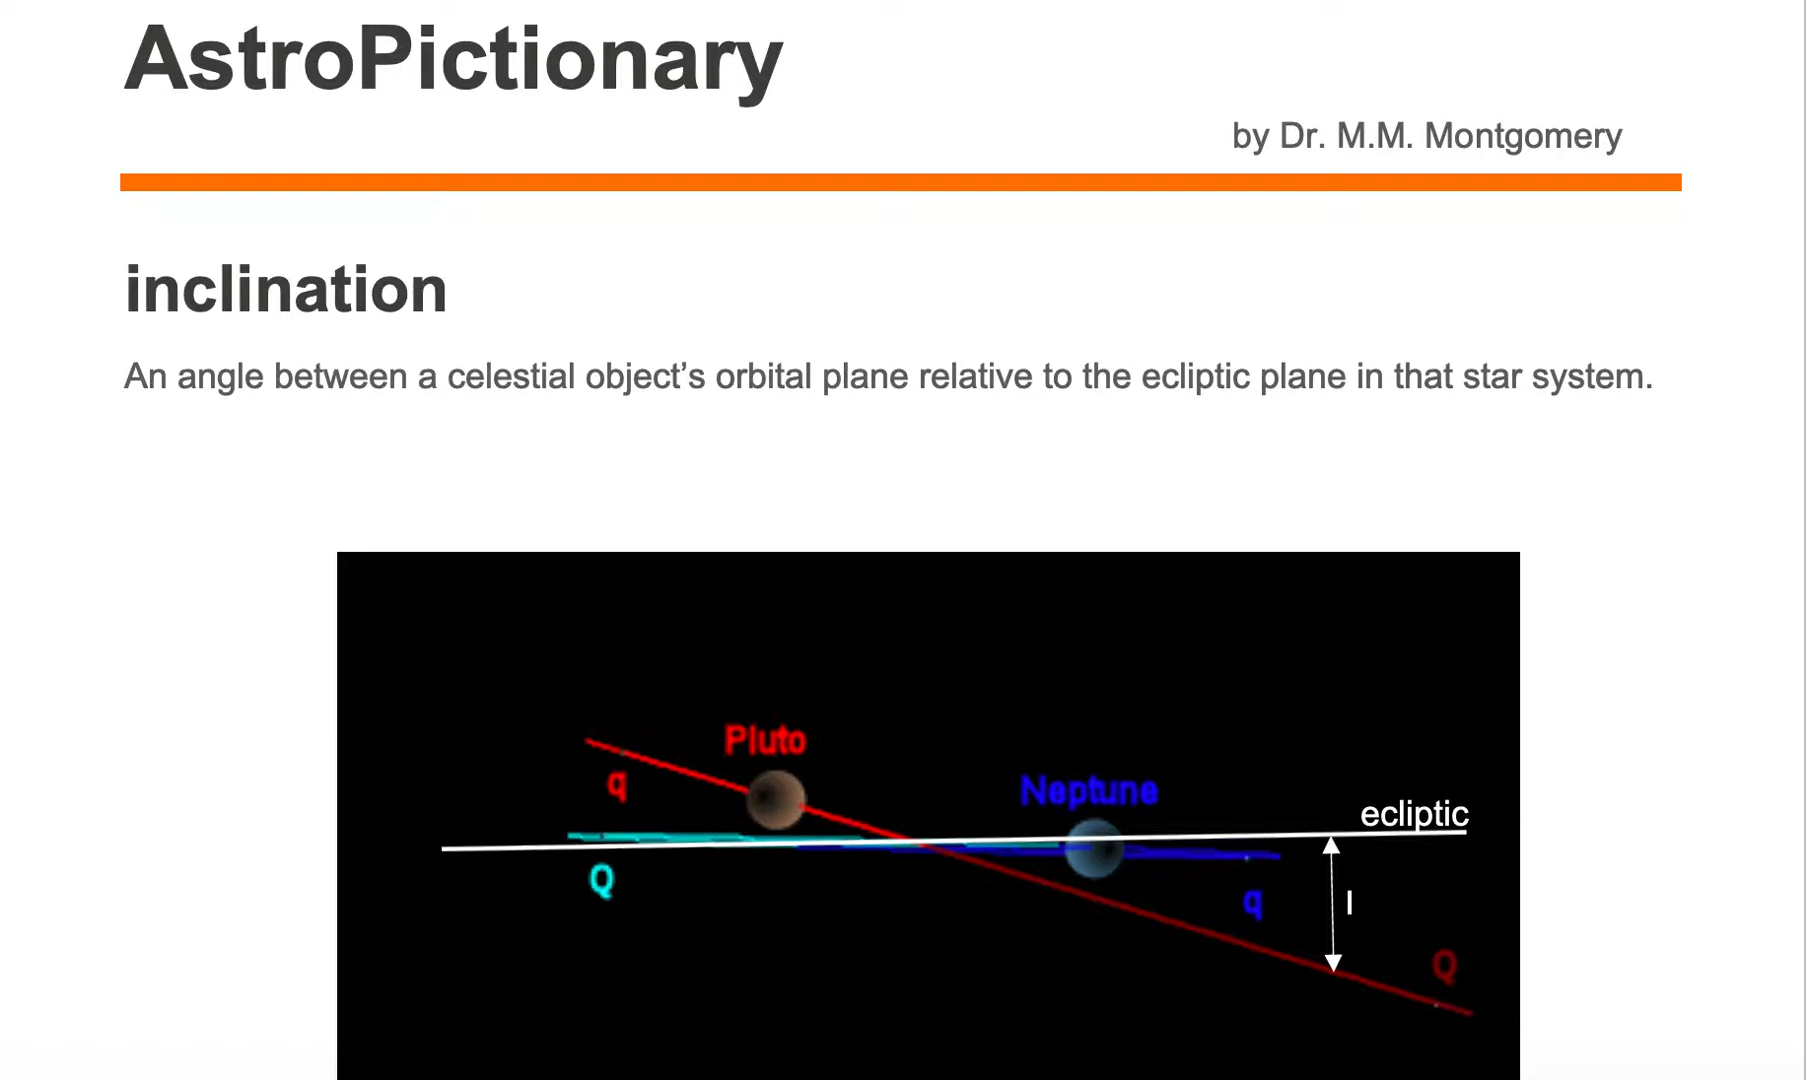 AstroPictionary
by Dr. M.M. Montgomery
inclination
An angle between a celestial object’s orbital plane relative to the ecliptic plane in that star system.
Pluto
q
Neptune
ecliptic
Q
q
I
Q